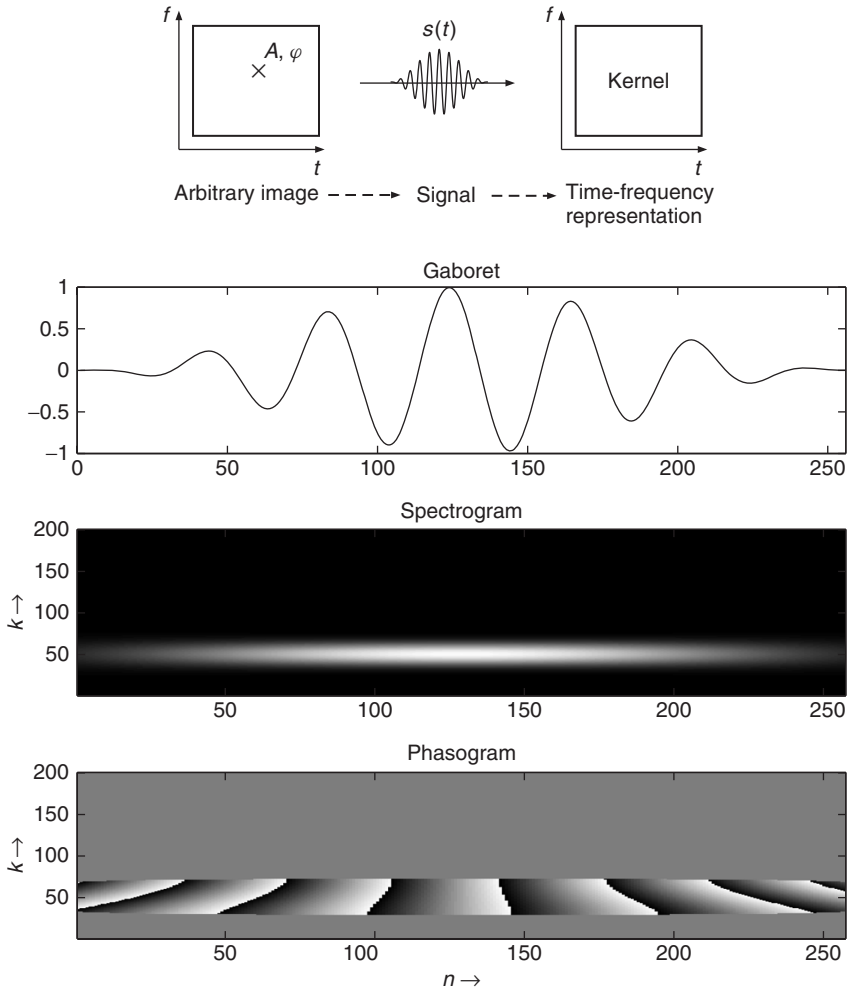 f
A, φ
t
Arbitrary image
s(t)
Signal
f
Kernel
t
Time-frequency
representation
Gaboret
1
0.5
0
−0.5
−1
0 50 100 150 200 250
Spectrogram
200
150
100
50
k →
50 100 150 200 250
Phasogram
200
150
100
50
k →
50 100 150 200 250
n →